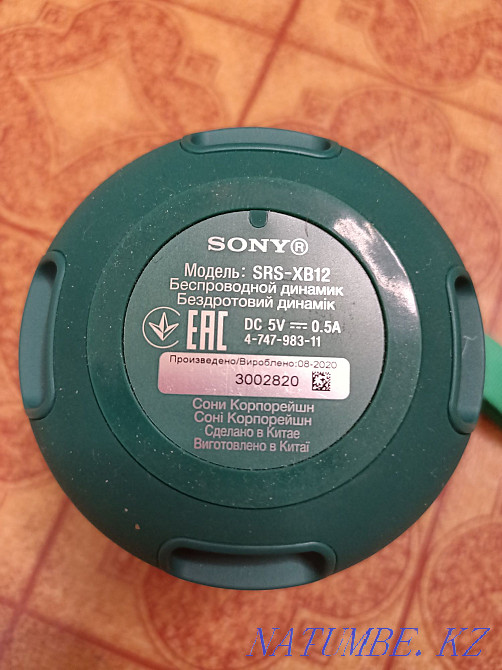 SONY®
Модель: SRS-XB12
Беспроводной динамик
Бездротовий динамік
EAC DC 5V ⎓ 0.5A
4-747-983-11
Произведено/Вироблено:08-2020
3002820
Сони Корпорейшн
Соні Корпорейшн
Сделано в Китае
Виготовлено в Китаї
NATUMBE.KZ